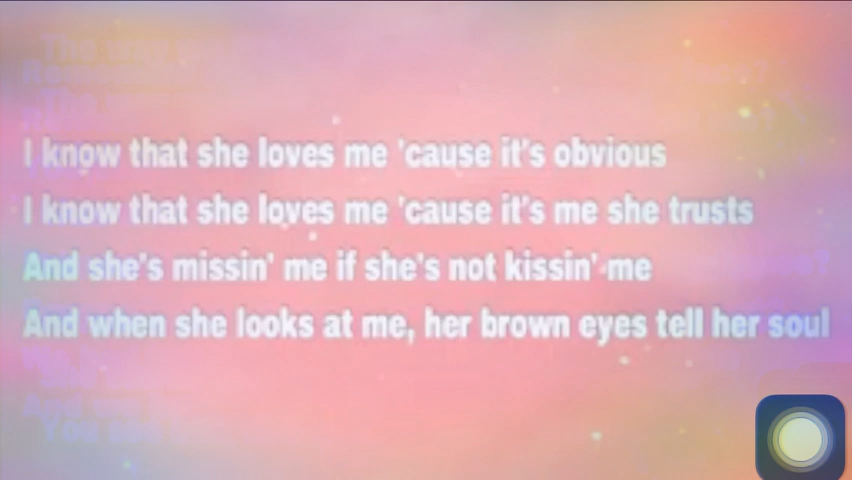 I know that she loves me 'cause it's obvious
I know that she loves me 'cause it's me she trusts
And she's missin' me if she's not kissin' me
And when she looks at me, her brown eyes tell her soul